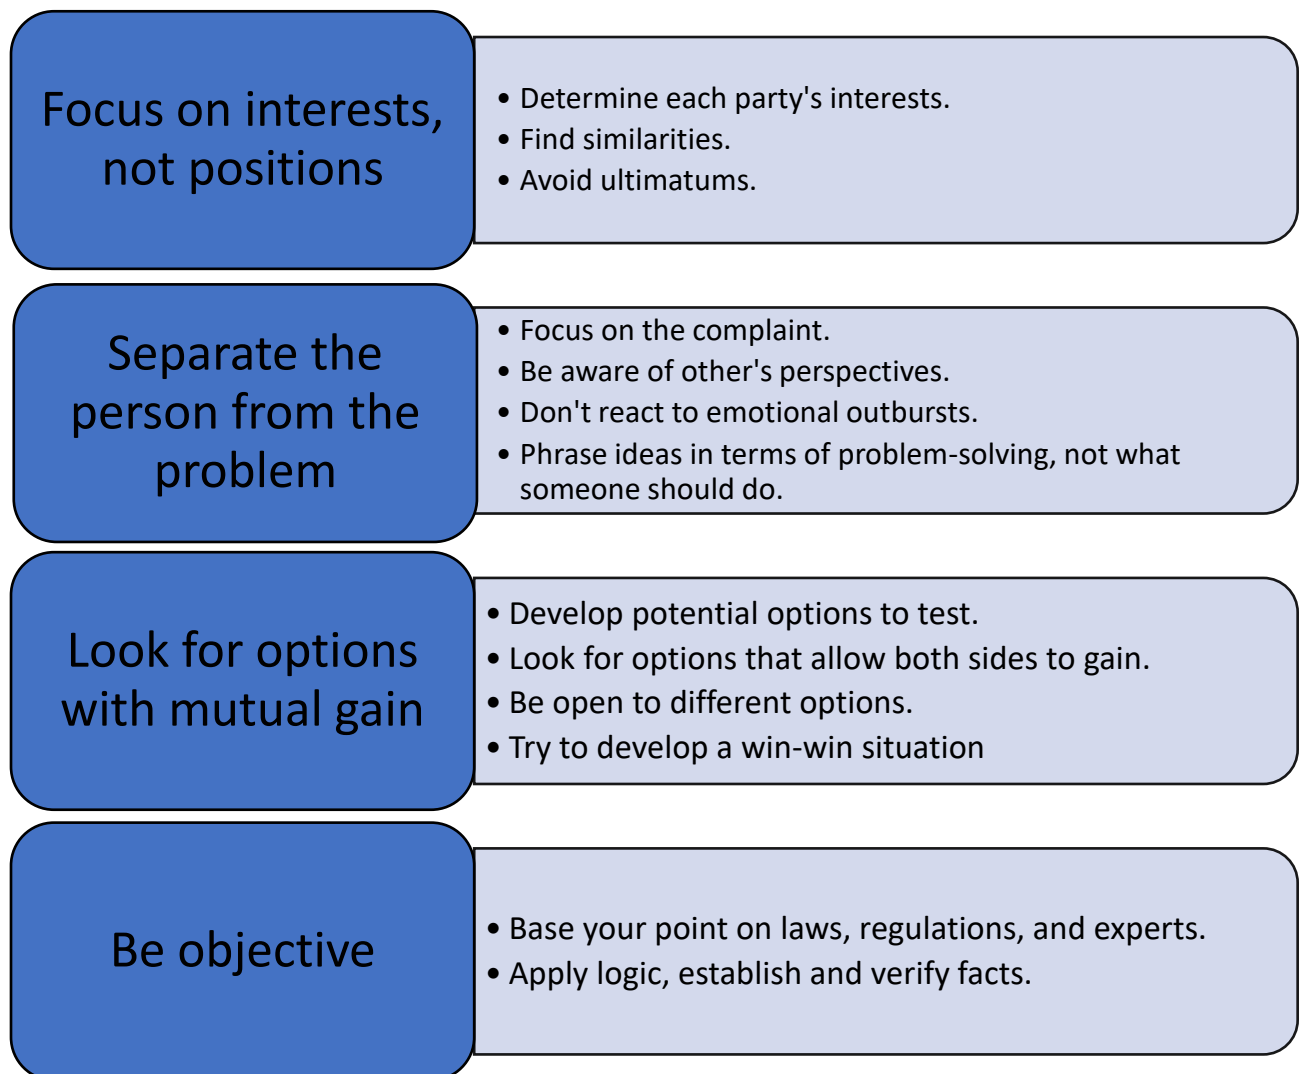 Focus on interests,
not positions
• Determine each party's interests.
• Find similarities.
• Avoid ultimatums.
Separate the
person from the
problem
• Focus on the complaint.
• Be aware of other's perspectives.
• Don't react to emotional outbursts.
• Phrase ideas in terms of problem-solving, not what
someone should do.
Look for options
with mutual gain
• Develop potential options to test.
• Look for options that allow both sides to gain.
• Be open to different options.
• Try to develop a win-win situation
Be objective
• Base your point on laws, regulations, and experts.
• Apply logic, establish and verify facts.